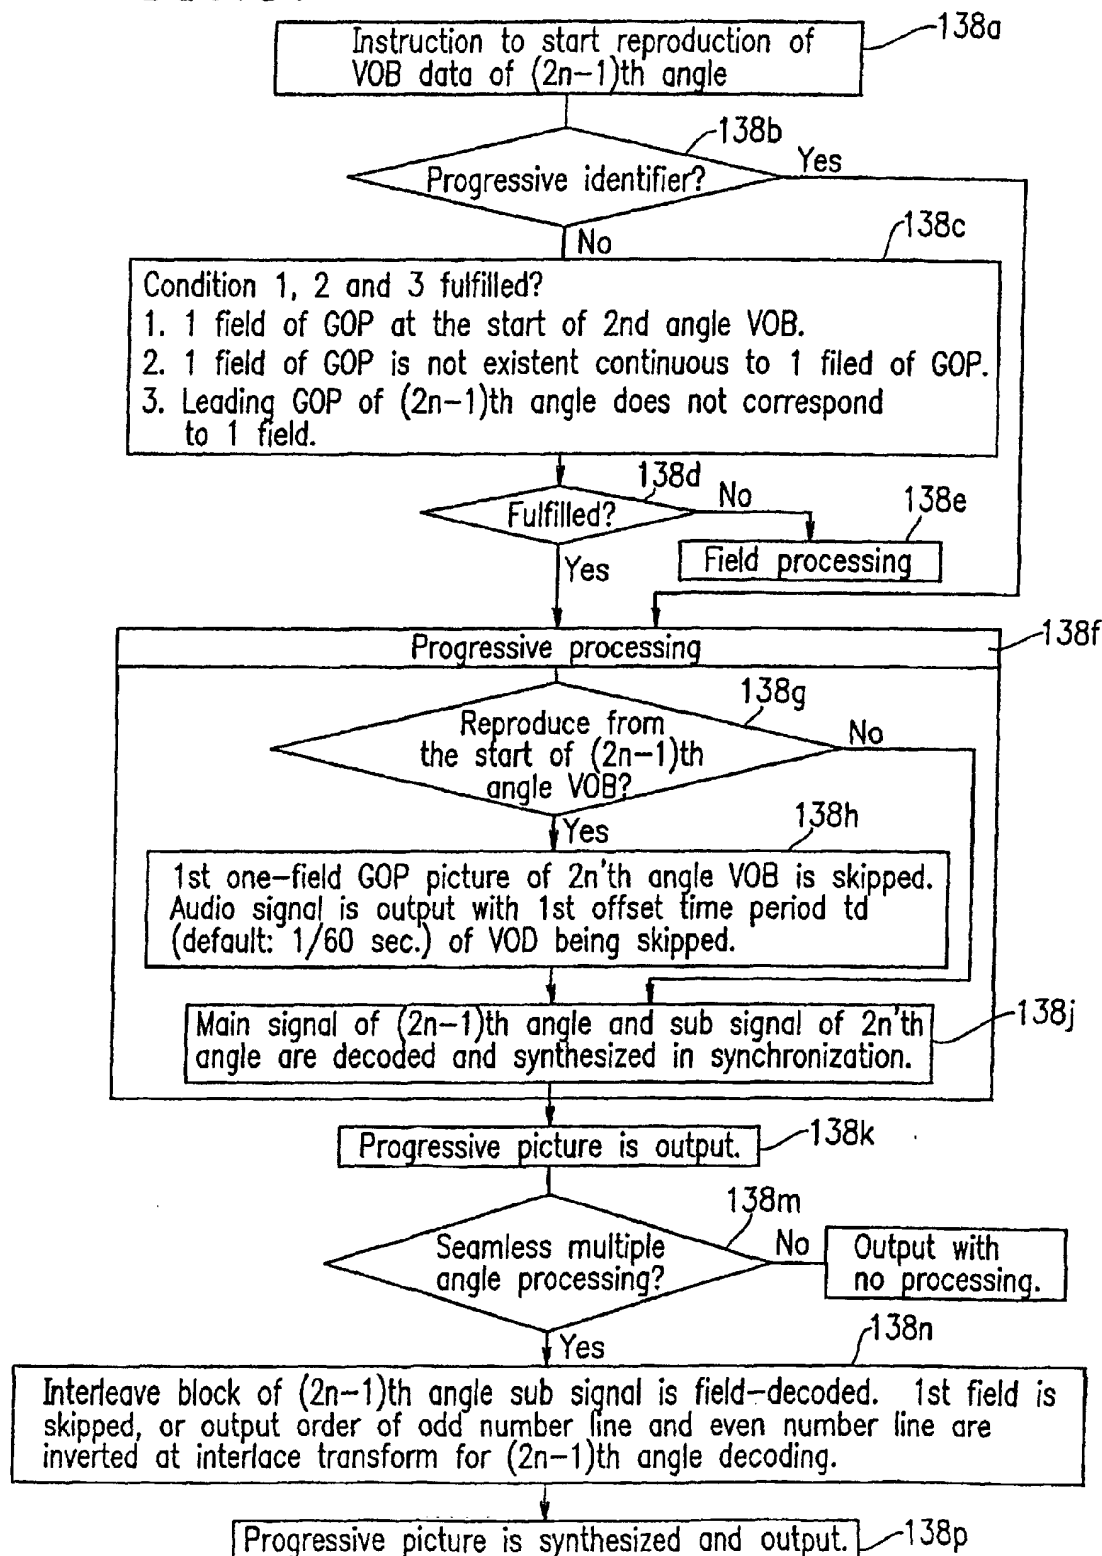 Instruction to start reproduction of
VOB data of (2n-1)th angle
138a
138b
Progressive identifier?
Yes
No
138c
Condition 1, 2 and 3 fulfilled?
1. 1 field of GOP at the start of 2nd angle VOB.
2. 1 field of GOP is not existent continuous to 1 filed of GOP.
3. Leading GOP of (2n-1)th angle does not correspond
to 1 field.
138d
Fulfilled?
No
138e
Field processing
Yes
Progressive processing
138f
138g
Reproduce from
the start of (2n-1)th
angle VOB?
No
Yes
138h
1st one-field GOP picture of 2n'th angle VOB is skipped.
Audio signal is output with 1st offset time period td
(default: 1/60 sec.) of VOD being skipped.
Main signal of (2n-1)th angle and sub signal of 2n'th
angle are decoded and synthesized in synchronization.
138j
Progressive picture is output.
138k
138m
Seamless multiple
angle processing?
No
Output with
no processing.
Yes
138n
Interleave block of (2n-1)th angle sub signal is field-decoded. 1st field is
skipped, or output order of odd number line and even number line are
inverted at interlace transform for (2n-1)th angle decoding.
Progressive picture is synthesized and output.
138p